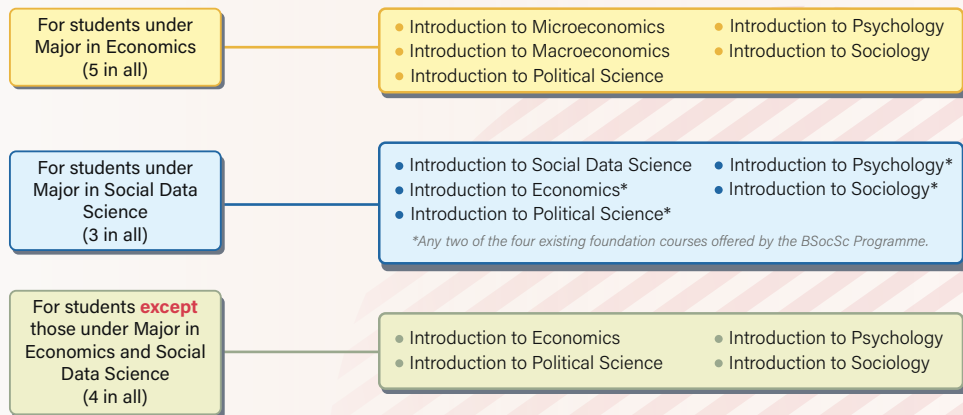 For students under
Major in Economics
(5 in all)
● Introduction to Microeconomics
● Introduction to Macroeconomics
● Introduction to Political Science
● Introduction to Psychology
● Introduction to Sociology
For students under
Major in Social Data
Science
(3 in all)
● Introduction to Social Data Science
● Introduction to Economics*
● Introduction to Political Science*
● Introduction to Psychology*
● Introduction to Sociology*
*Any two of the four existing foundation courses offered by the BSocSc Programme.
For students except
those under Major in
Economics and Social
Data Science
(4 in all)
● Introduction to Economics
● Introduction to Political Science
● Introduction to Psychology
● Introduction to Sociology